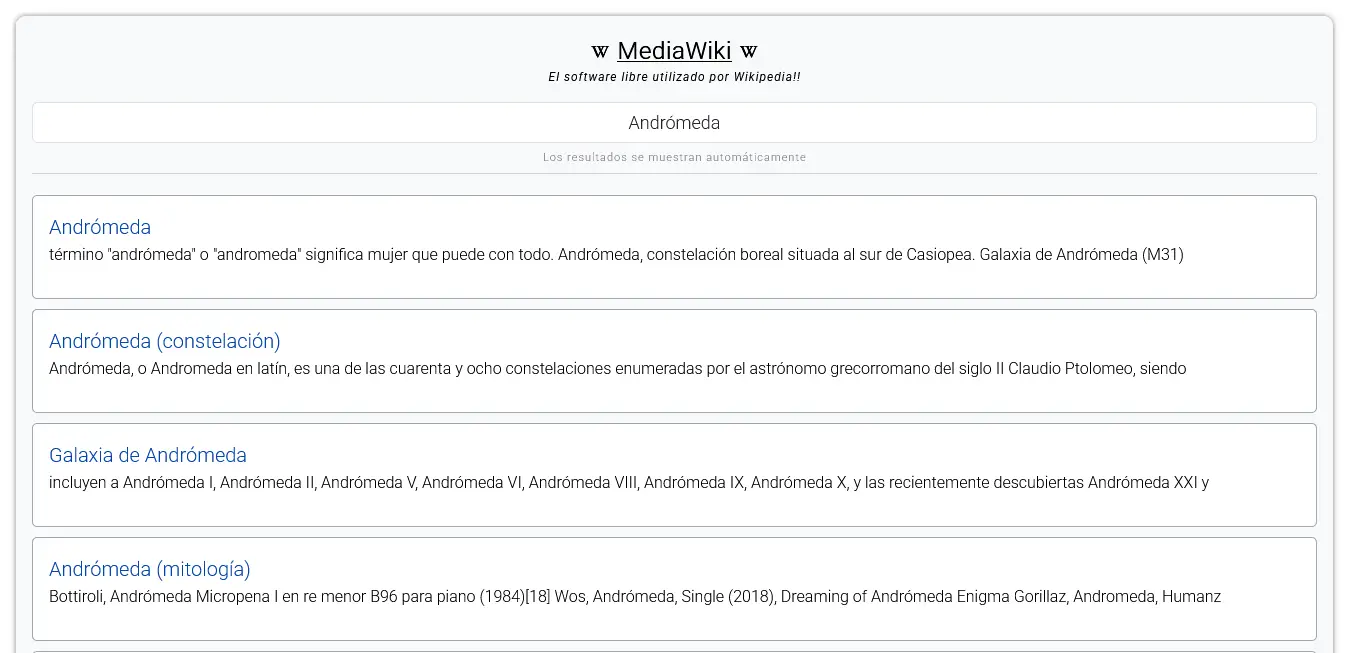 MediaWiki
El software libre utilizado por Wikipedia!!
Andrómeda
Los resultados se muestran automáticamente
Andrómeda
término "andrómeda" o "andromeda" significa mujer que puede con todo. Andrómeda, constelación boreal situada al sur de Casiopea. Galaxia de Andrómeda (M31)
Andrómeda (constelación)
Andrómeda, o Andromeda en latín, es una de las cuarenta y ocho constelaciones enumeradas por el astrónomo grecorromano del siglo II Claudio Ptolomeo, siendo
Galaxia de Andrómeda
incluyen a Andrómeda I, Andrómeda II, Andrómeda V, Andrómeda VI, Andrómeda VIII, Andrómeda IX, Andrómeda X, y las recientemente descubiertas Andrómeda XXI y
Andrómeda (mitología)
Bottiroli, Andrómeda Micropena I en re menor B96 para piano (1984)[18] Wos, Andrómeda, Single (2018), Dreaming of Andrómeda Enigma Gorillaz, Andromeda, Humanz